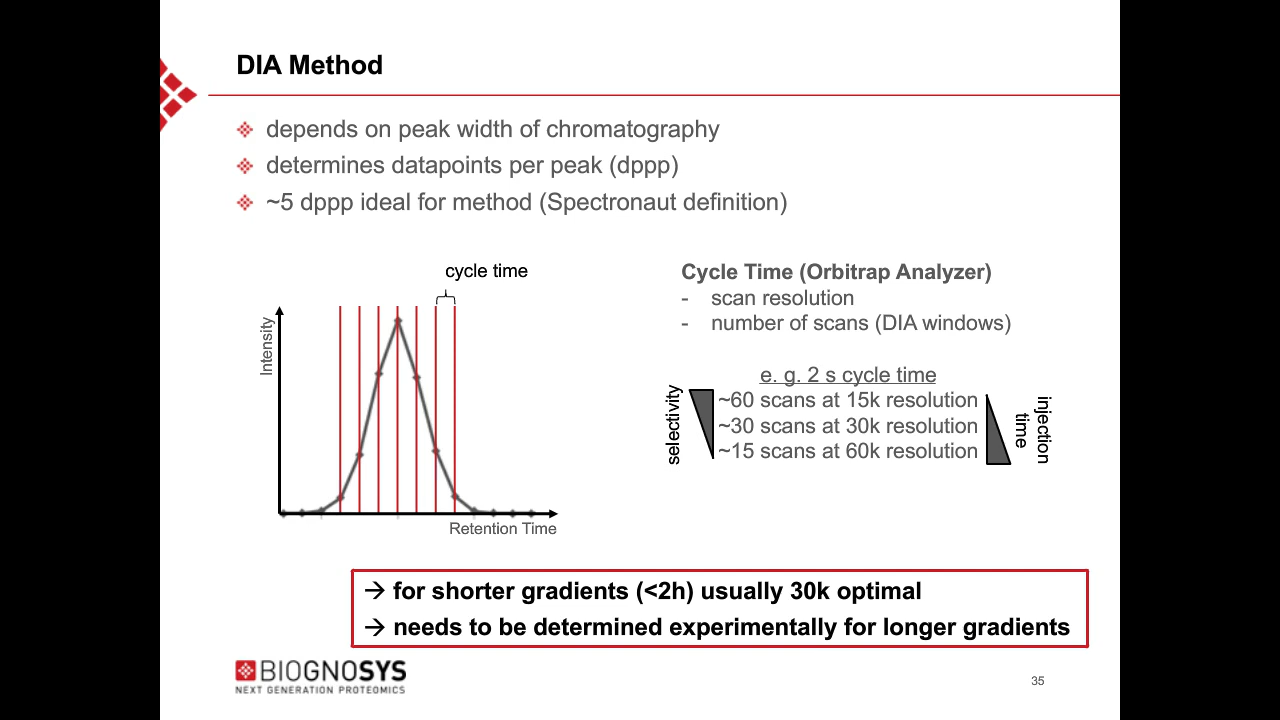 DIA Method
depends on peak width of chromatography
determines datapoints per peak (dppp)
~5 dppp ideal for method (Spectronaut definition)
cycle time
Intensity
Retention Time
Cycle Time (Orbitrap Analyzer)
- scan resolution
- number of scans (DIA windows)
e. g. 2 s cycle time
selectivity
~60 scans at 15k resolution
~30 scans at 30k resolution
~15 scans at 60k resolution
injection
time
→ for shorter gradients (<2h) usually 30k optimal
→ needs to be determined experimentally for longer gradients
BIOGNOSYS
NEXT GENERATION PROTEOMICS
35